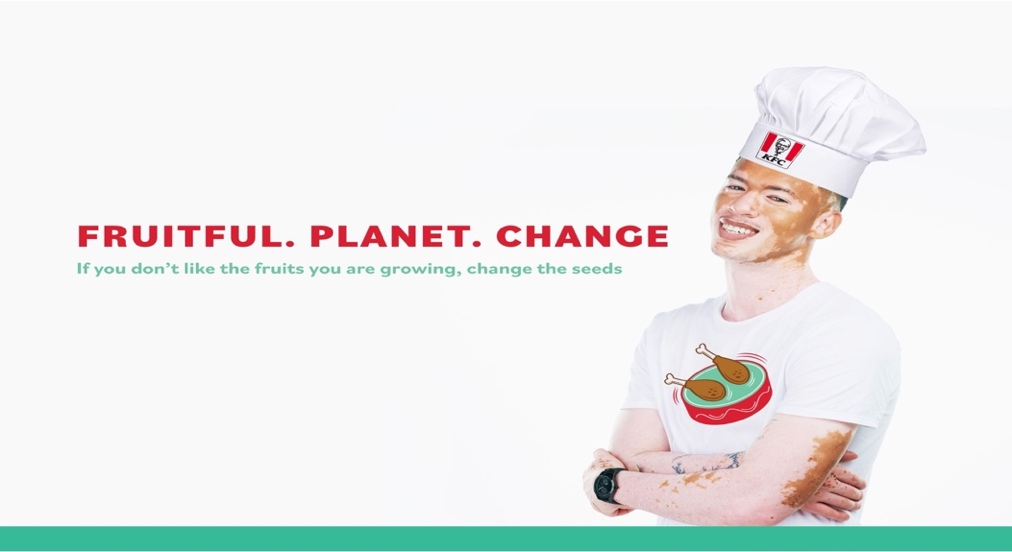 FRUITFUL. PLANET. CHANGE
If you don't like the fruits you are growing, change the seeds
KFC